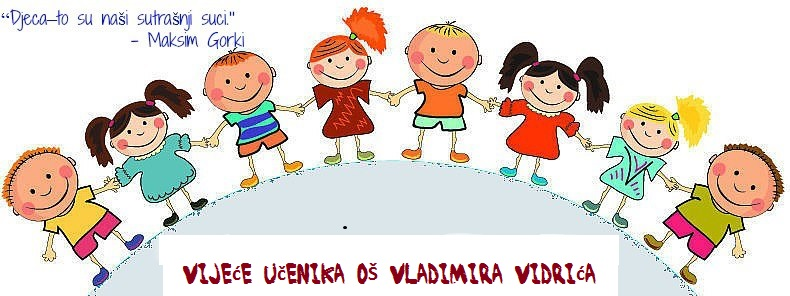 “Djeca–to su naši sutrašnji suci."
- Maksim Gorki
VIJEĆE UČENIKA OŠ VLADIMIRA VIDRIĆA